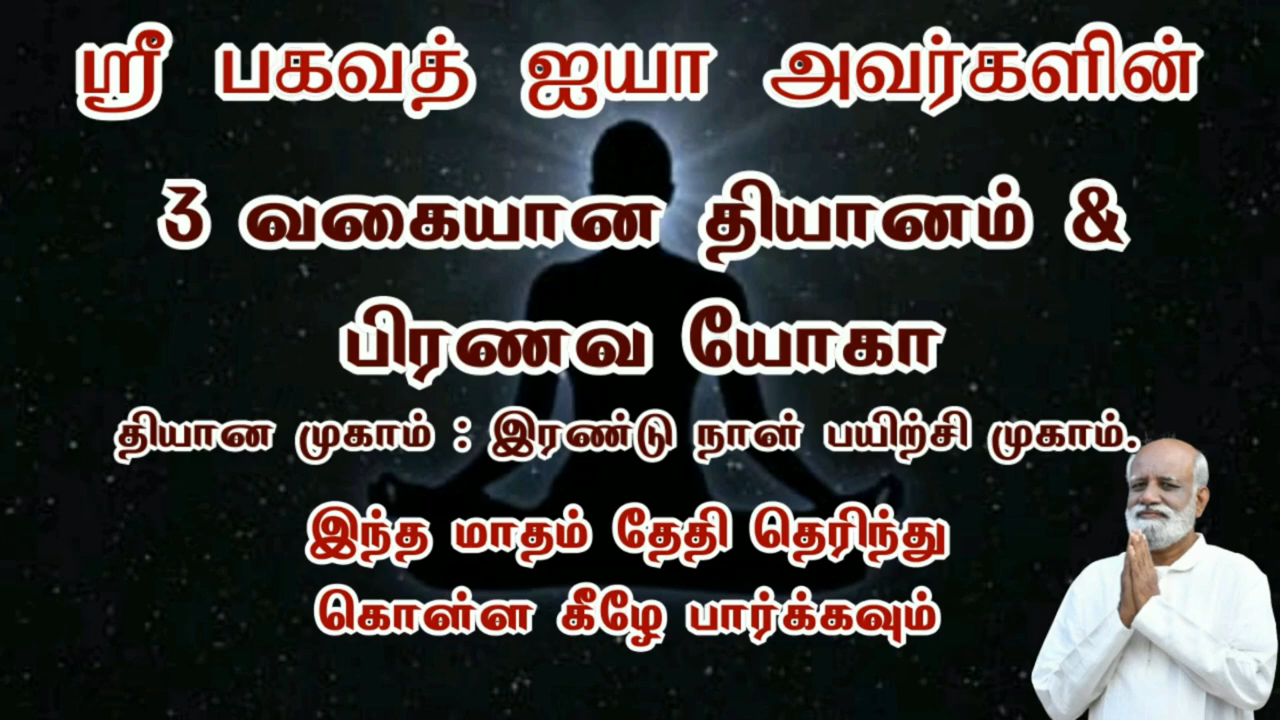 ஸ்ரீ பகவத் ஐயா அவர்களின்
3 வகையான தியானம் &
பிரணவ யோகா
தியான முகாம் : இரண்டு நாள் பயிற்சி முகாம்.
இந்த மாதம் தேதி தெரிந்து
கொள்ள கீழே பார்க்கவும்